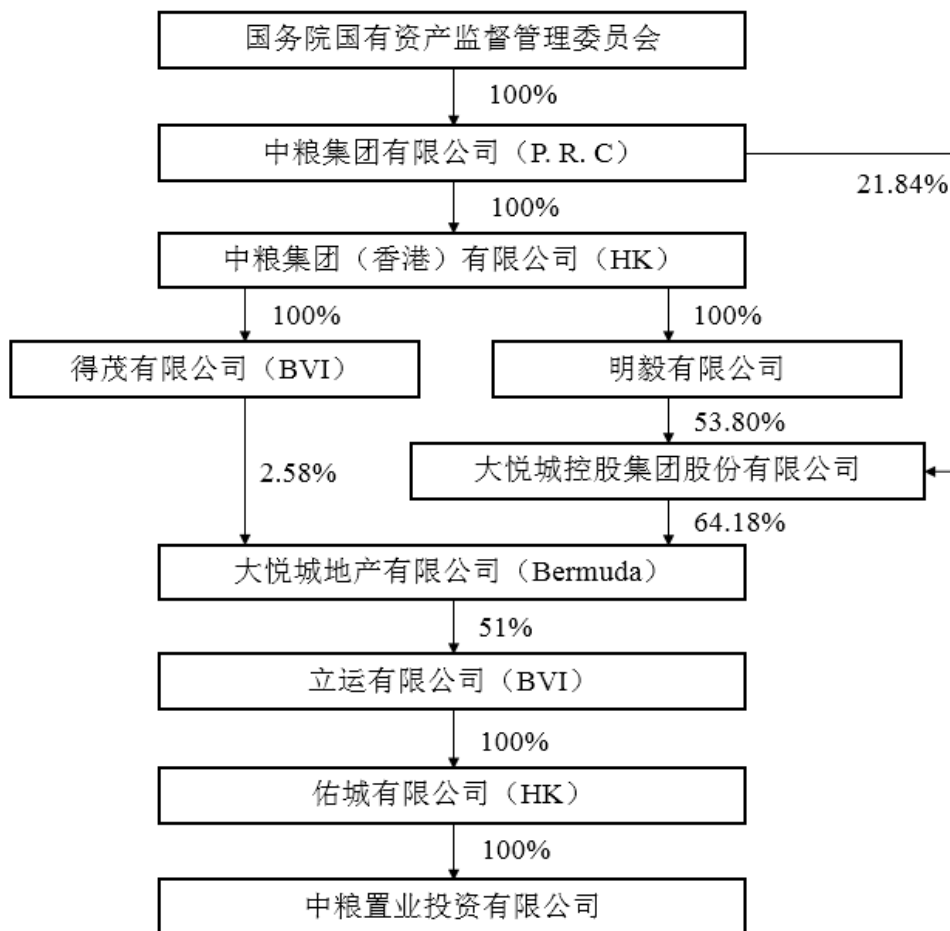 国务院国有资产监督管理委员会
100%
中粮集团有限公司（P. R. C）
21.84%
100%
中粮集团（香港）有限公司（HK）
100%
100%
得茂有限公司（BVI）
明毅有限公司
53.80%
大悦城控股集团股份有限公司
2.58%
64.18%
大悦城地产有限公司（Bermuda）
51%
立运有限公司（BVI）
100%
佑城有限公司（HK）
100%
中粮置业投资有限公司